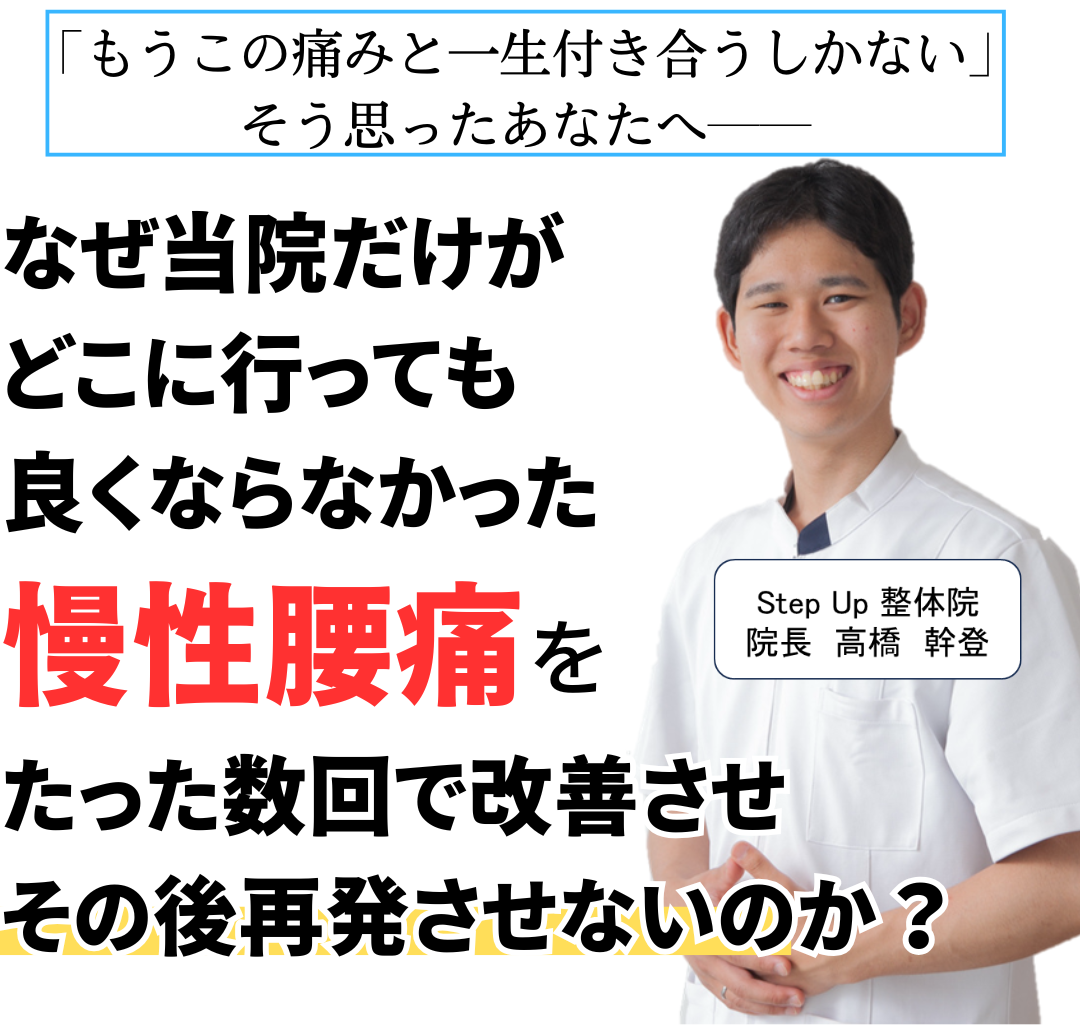 「もうこの痛みと一生付き合うしかない」
そう思ったあなたへ──
なぜ当院だけが
どこに行っても
良くならなかった
慢性腰痛を
たった数回で改善させ
その後再発させないのか？
Step Up 整体院
院長　高橋　幹登